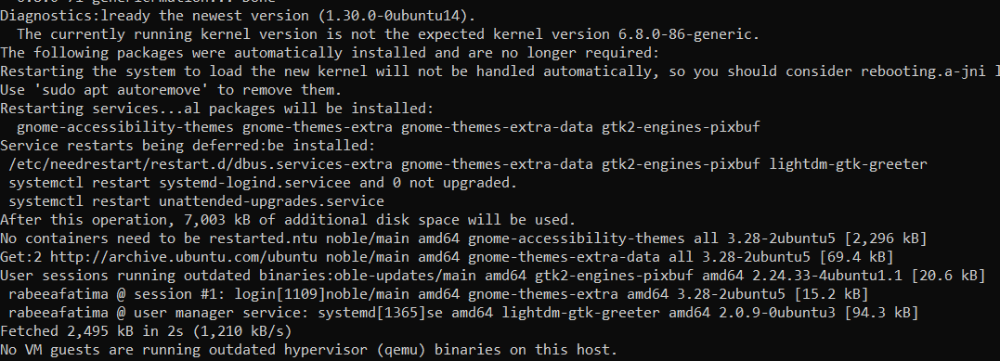 Diagnostics:lready the newest version (1.30.0-0ubuntu14).
  The currently running kernel version is not the expected kernel version 6.8.0-86-generic.
The following packages were automatically installed and are no longer required:
Restarting the system to load the new kernel will not be handled automatically, so you should consider rebooting.a-jni l
Use 'sudo apt autoremove' to remove them.
Restarting services...al packages will be installed:
  gnome-accessibility-themes gnome-themes-extra gnome-themes-extra-data gtk2-engines-pixbuf
Service restarts being deferred:be installed:
 /etc/needrestart/restart.d/dbus.services-extra gnome-themes-extra-data gtk2-engines-pixbuf lightdm-gtk-greeter
 systemctl restart systemd-logind.servicee and 0 not upgraded.
 systemctl restart unattended-upgrades.service
After this operation, 7,003 kB of additional disk space will be used.
No containers need to be restarted.ntu noble/main amd64 gnome-accessibility-themes all 3.28-2ubuntu5 [2,296 kB]
Get:2 http://archive.ubuntu.com/ubuntu noble/main amd64 gnome-themes-extra-data all 3.28-2ubuntu5 [69.4 kB]
User sessions running outdated binaries:oble-updates/main amd64 gtk2-engines-pixbuf amd64 2.24.33-4ubuntu1.1 [20.6 kB]
 rabeeafatima @ session #1: login[1109]noble/main amd64 gnome-themes-extra amd64 3.28-2ubuntu5 [15.2 kB]
 rabeeafatima @ user manager service: systemd[1365]se amd64 lightdm-gtk-greeter amd64 2.0.9-0ubuntu3 [94.3 kB]
Fetched 2,495 kB in 2s (1,210 kB/s)
No VM guests are running outdated hypervisor (qemu) binaries on this host.